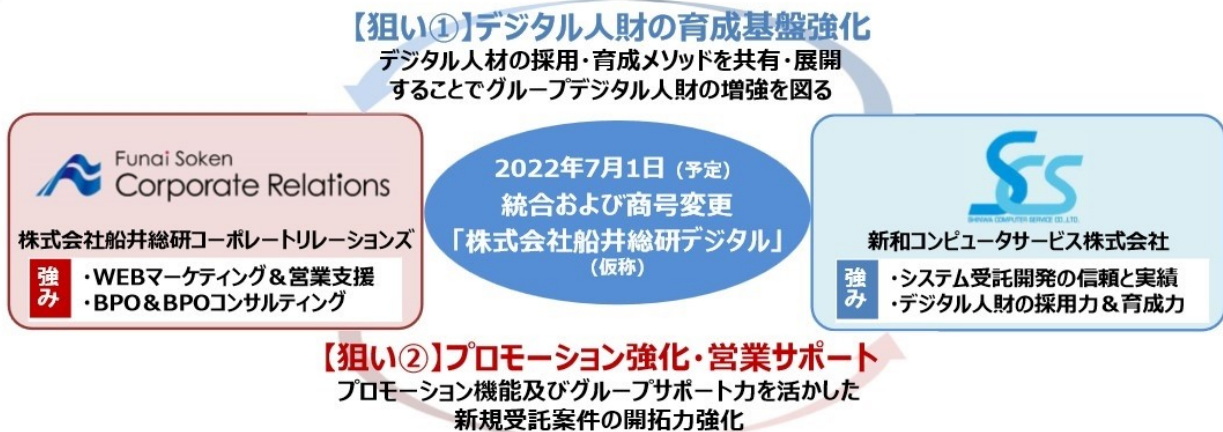 【狙い①】デジタル人財の育成基盤強化
デジタル人材の採用・育成メソッドを共有・展開
することでグループデジタル人財の増強を図る
Funai Soken
Corporate Relations
株式会社船井総研コーポレートリレーションズ
強み
・WEBマーケティング＆営業支援
・BPO＆BPOコンサルティング
2022年7月1日 (予定)
統合および商号変更
「株式会社船井総研デジタル」
(仮称)
SCS
SHINWA COMPUTER SERVICE CO.,LTD.
新和コンピュータサービス株式会社
強み
・システム受託開発の信頼と実績
・デジタル人財の採用力＆育成力
【狙い②】プロモーション強化・営業サポート
プロモーション機能及びグループサポート力を活かした
新規受託案件の開拓力強化